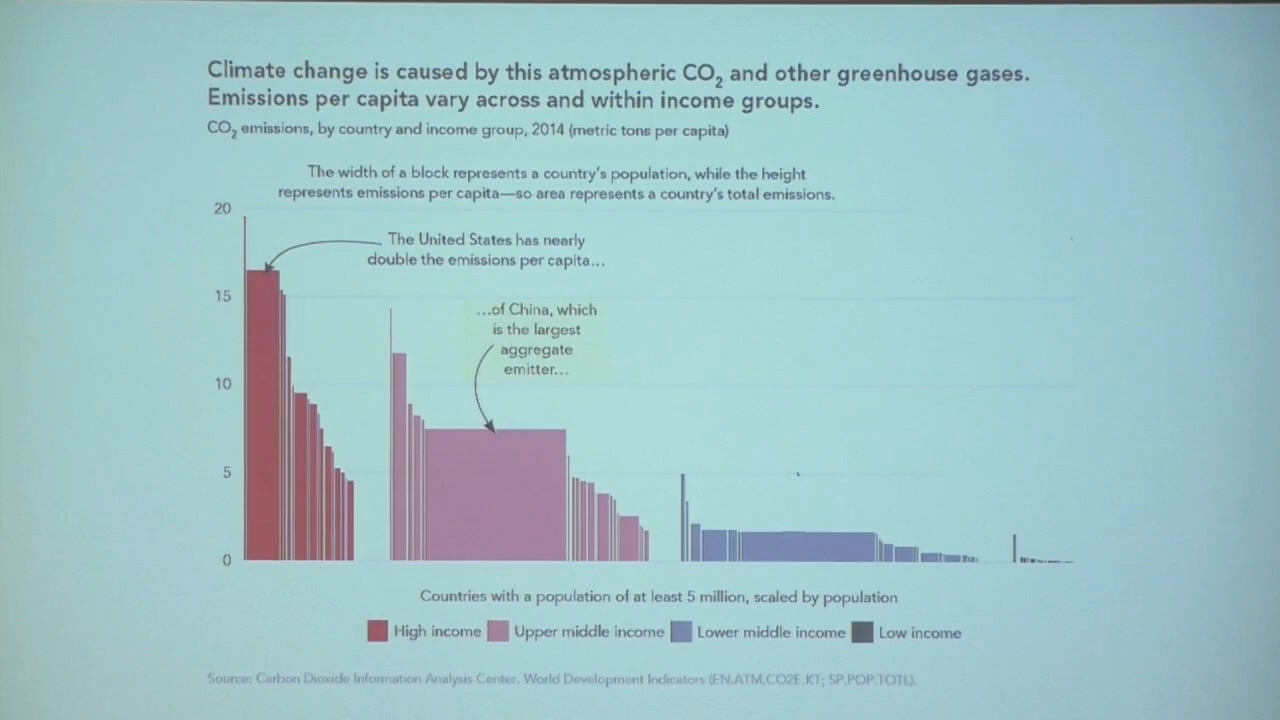 Climate change is caused by this atmospheric CO₂ and other greenhouse gases.
Emissions per capita vary across and within income groups.
CO₂ emissions, by country and income group, 2014 (metric tons per capita)
The width of a block represents a country's population, while the height
represents emissions per capita—so area represents a country's total emissions.
20
The United States has nearly
double the emissions per capita...
15
...of China, which
is the largest
aggregate
emitter...
10
5
0
Countries with a population of at least 5 million, scaled by population
High income
Upper middle income
Lower middle income
Low income
Source: Carbon Dioxide Information Analysis Center. World Development Indicators (EN.ATM.CO2E.KT; SP.POP.TOTL).